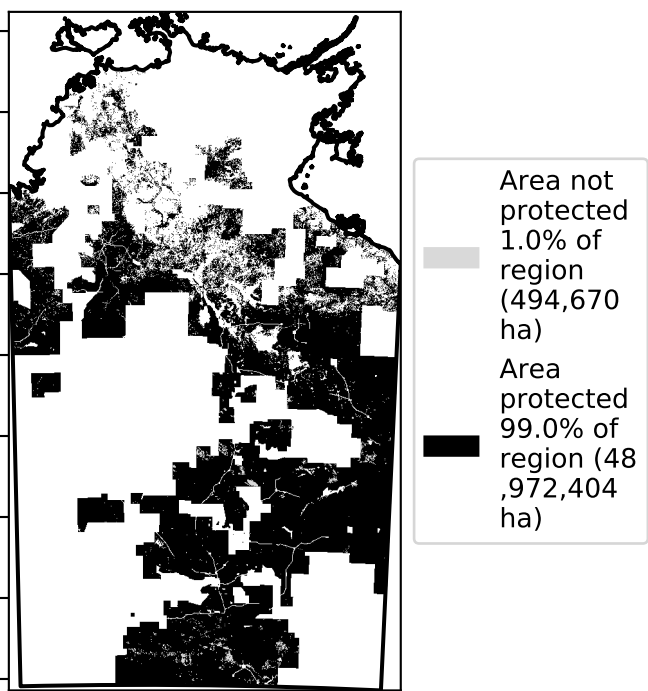 Area not
protected
1.0% of
region
(494,670
ha)
Area
protected
99.0% of
region (48
,972,404
ha)